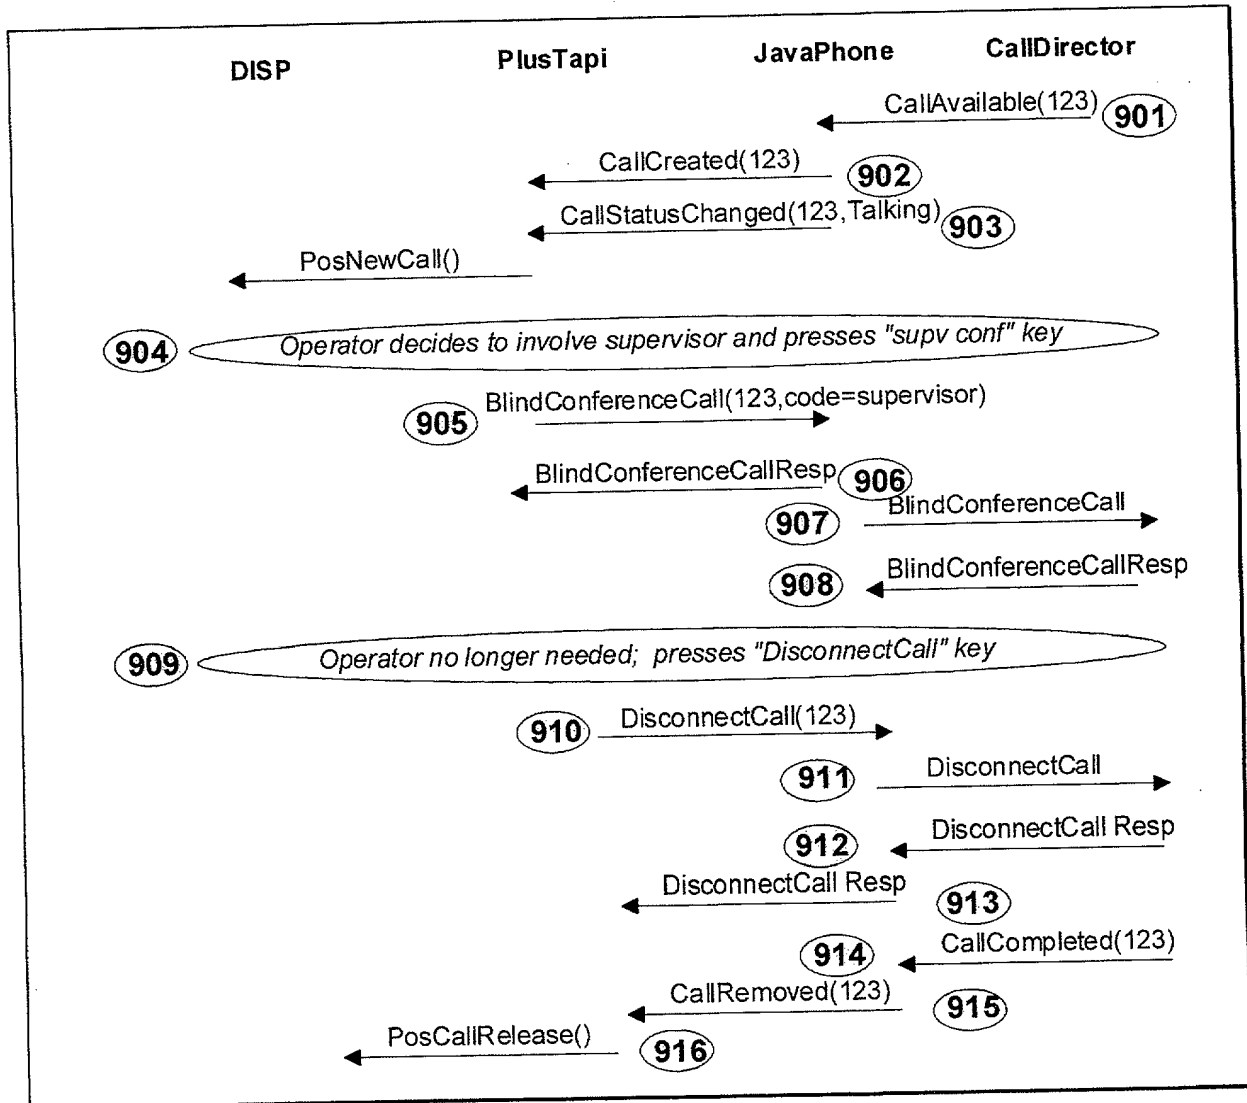 DISP PlusTapi JavaPhone CallDirector
CallAvailable(123) 901
CallCreated(123) 902
CallStatusChanged(123,Talking) 903
PosNewCall()
904 Operator decides to involve supervisor and presses "supv conf" key
905 BlindConferenceCall(123,code=supervisor)
BlindConferenceCallResp 906
907 BlindConferenceCall
908 BlindConferenceCallResp
909 Operator no longer needed; presses "DisconnectCall" key
910 DisconnectCall(123)
911 DisconnectCall
912 DisconnectCall Resp
DisconnectCall Resp 913
914 CallCompleted(123)
CallRemoved(123) 915
PosCallRelease() 916